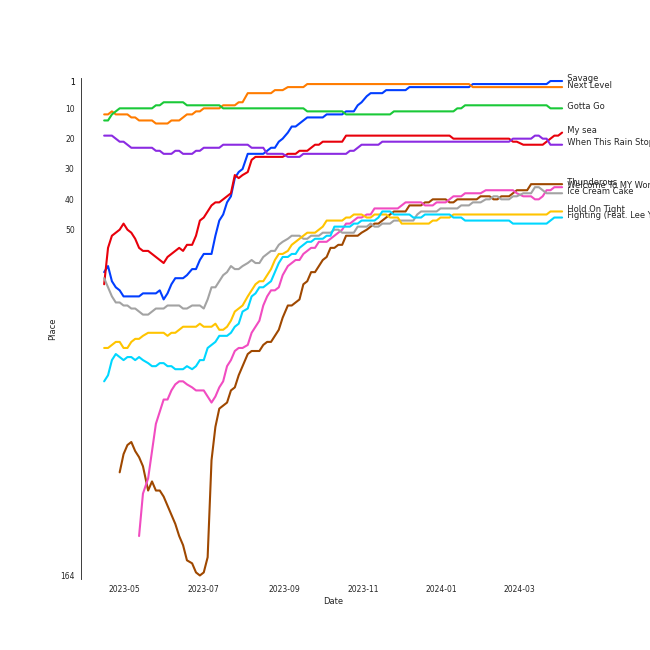 1
10
20
30
40
50
164
Place
2023-05
2023-07
2023-09
2023-11
2024-01
2024-03
Date
Savage
Next Level
Gotta Go
My sea
When This Rain Stop
Thunderous
Welcome To MY Wor
Ice Cream Cake
Hold On Tight
Fighting (Feat. Lee Y